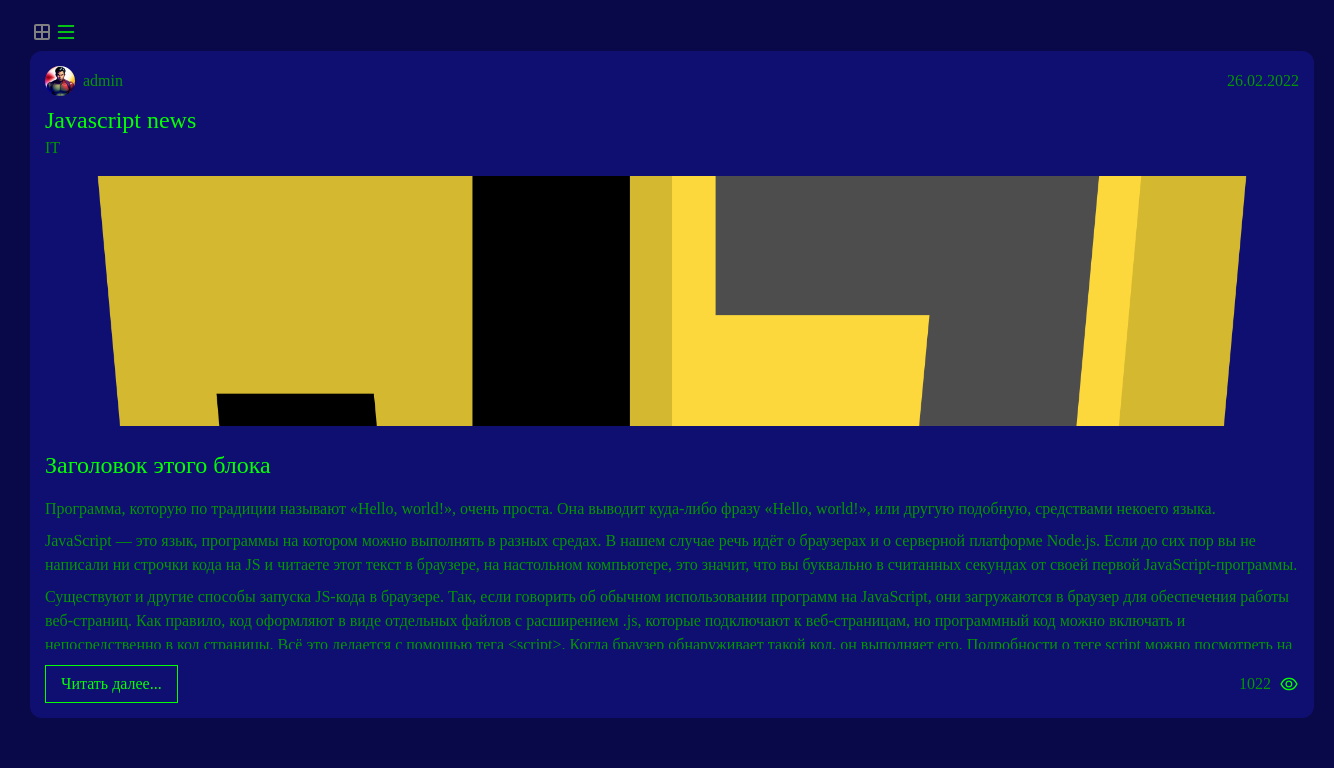 admin
26.02.2022
Javascript news
IT
Заголовок этого блока
Программа, которую по традиции называют «Hello, world!», очень проста. Она выводит куда-либо фразу «Hello, world!», или другую подобную, средствами некоего языка.
JavaScript — это язык, программы на котором можно выполнять в разных средах. В нашем случае речь идёт о браузерах и о серверной платформе Node.js. Если до сих пор вы не
написали ни строчки кода на JS и читаете этот текст в браузере, на настольном компьютере, это значит, что вы буквально в считанных секундах от своей первой JavaScript-программы.
Существуют и другие способы запуска JS-кода в браузере. Так, если говорить об обычном использовании программ на JavaScript, они загружаются в браузер для обеспечения работы
веб-страниц. Как правило, код оформляют в виде отдельных файлов с расширением .js, которые подключают к веб-страницам, но программный код можно включать и
непосредственно в код страницы. Всё это делается с помощью тега <script>. Когда браузер обнаруживает такой код, он выполняет его. Подробности о теге script можно посмотреть на
Читать далее...
1022